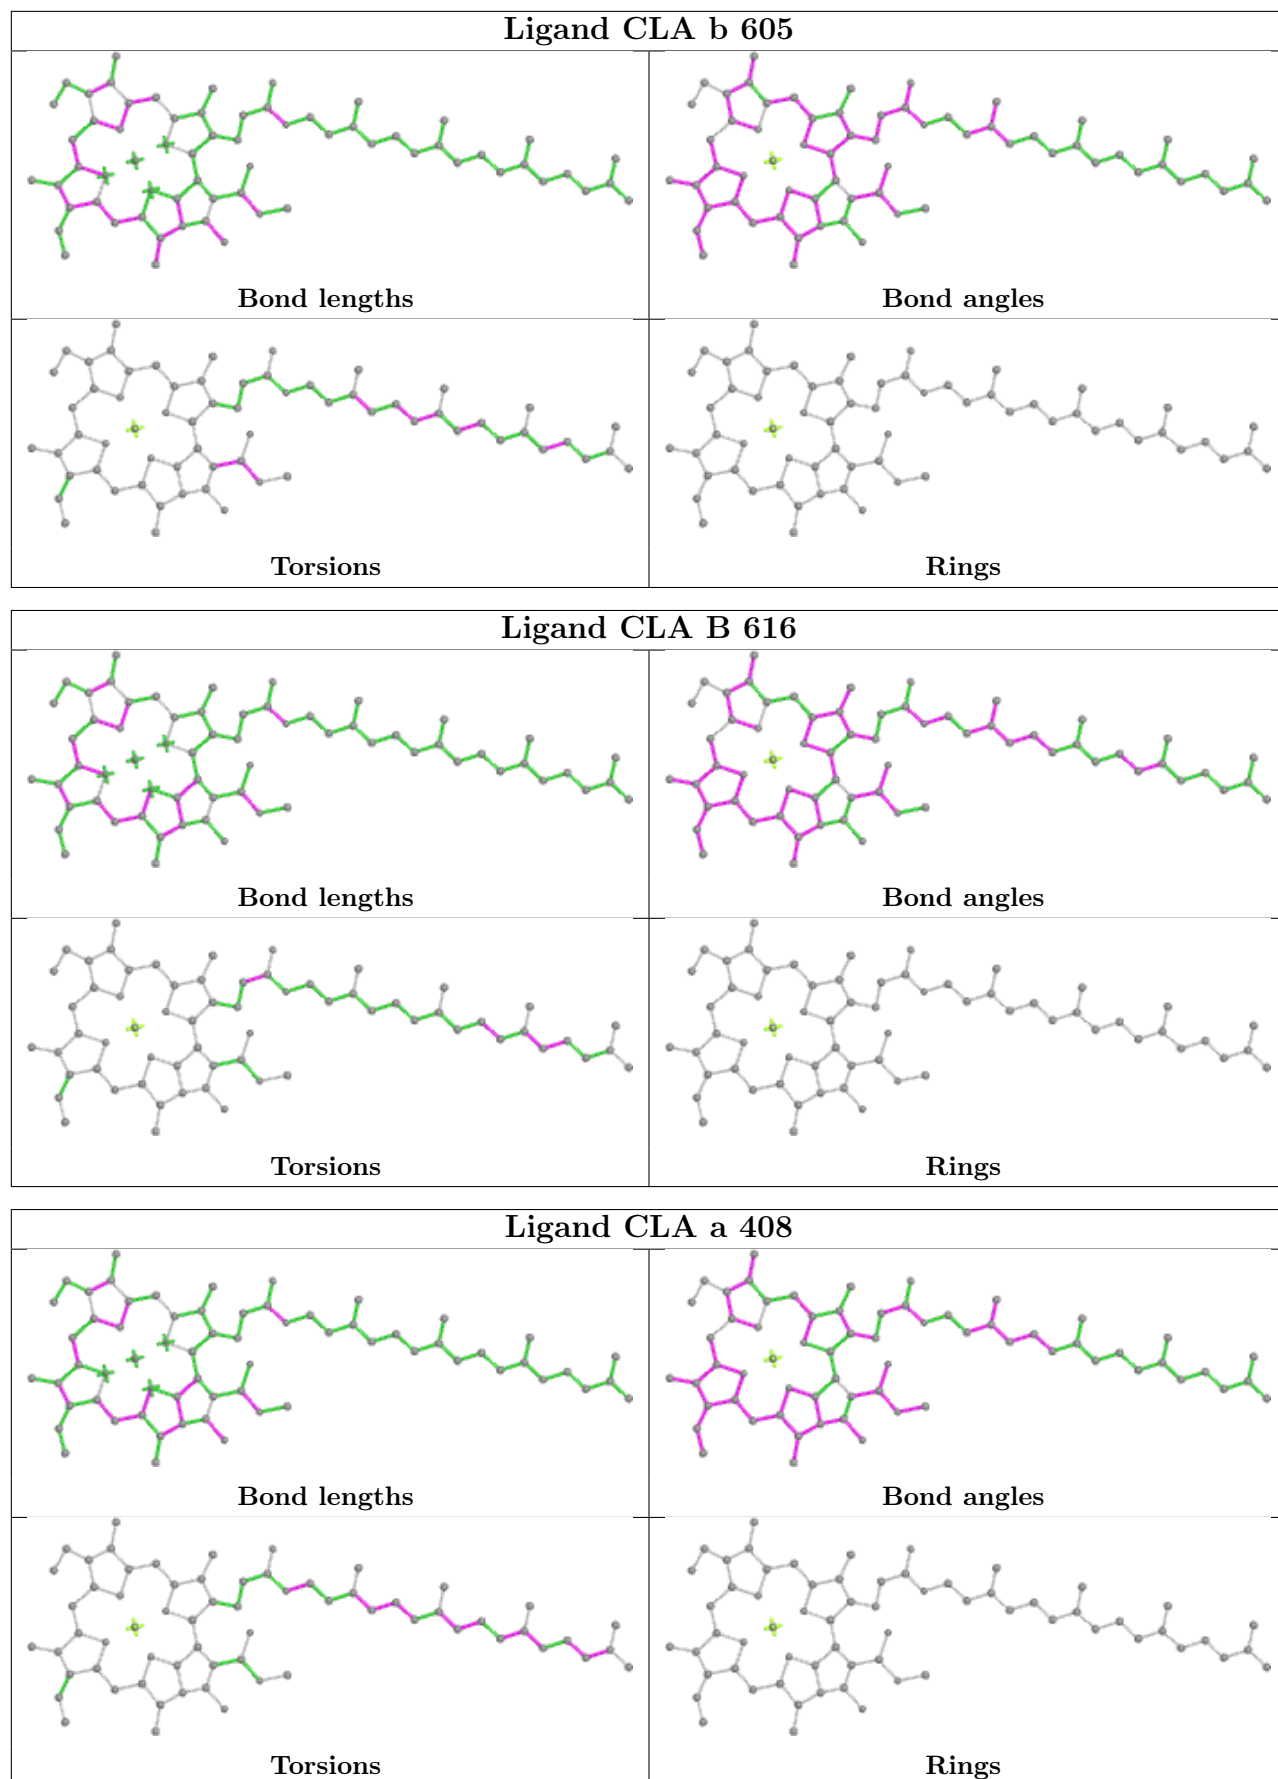 Ligand CLA b 605
Bond lengths
Bond angles
Torsions
Rings
Ligand CLA B 616
Bond lengths
Bond angles
Torsions
Rings
Ligand CLA a 408
Bond lengths
Bond angles
Torsions
Rings